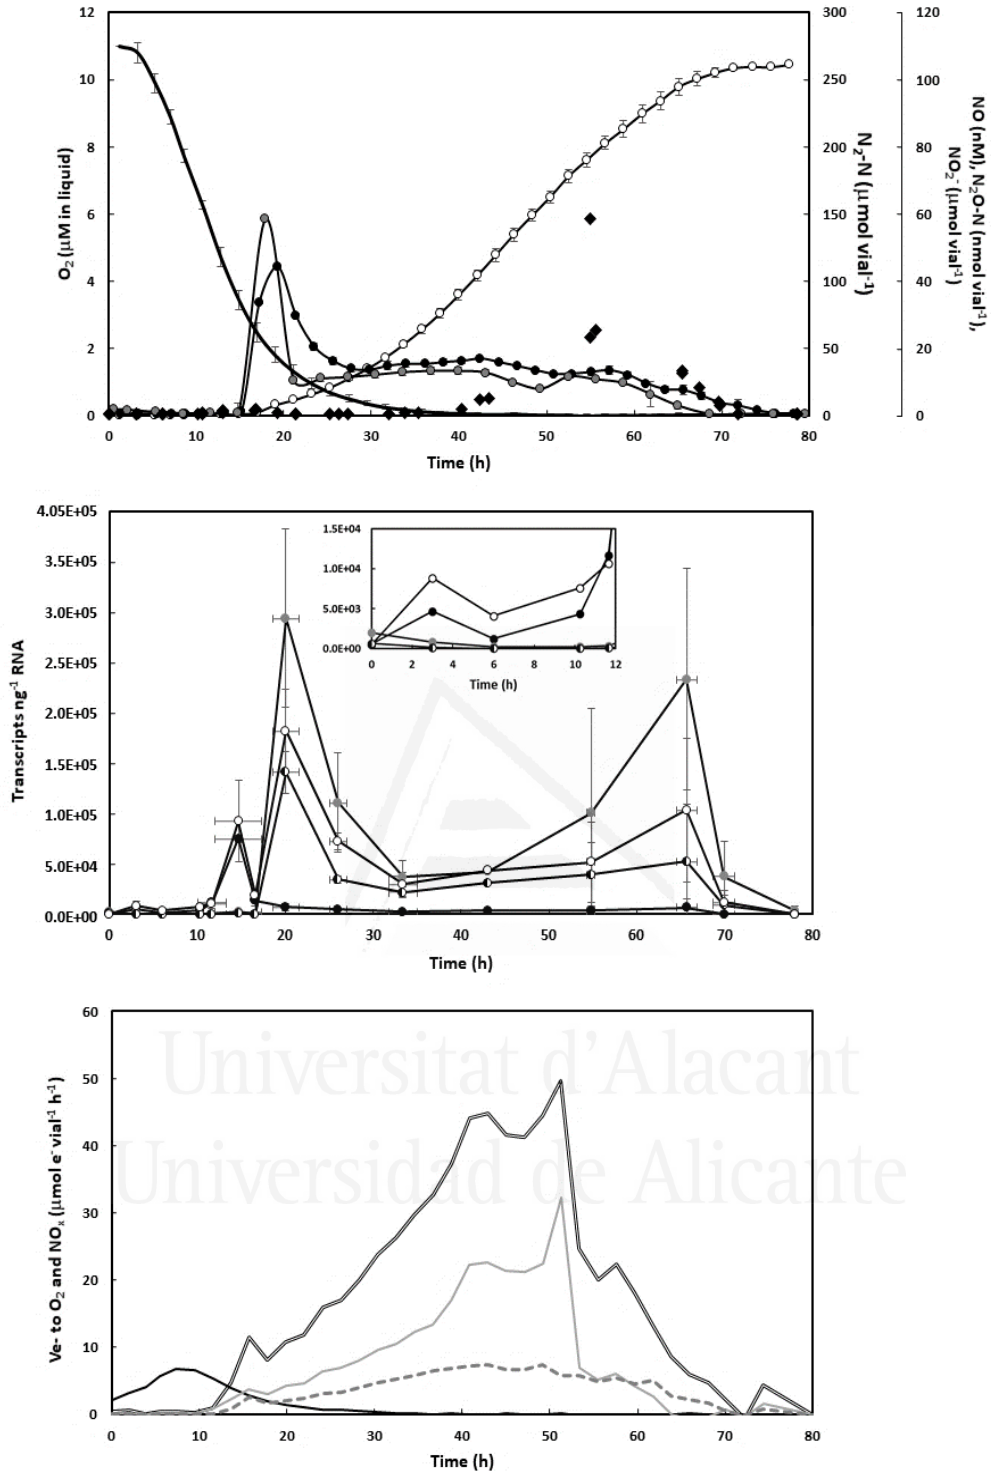 12
10
8
6
4
2
0
O₂ (μM in liquid)
300
250
200
150
100
50
0
N₂-N (μmol vial⁻¹)
120
100
80
60
40
20
0
NO (nM), N₂O-N (nmol vial⁻¹),
NO₂⁻ (μmol vial⁻¹)
0 10 20 30 40 50 60 70 80
Time (h)
4.05E+05
3.5E+05
3.0E+05
2.5E+05
2.0E+05
1.5E+05
1.0E+05
5.0E+04
0.0E+00
Transcripts ng⁻¹ RNA
1.5E+04
1.0E+04
5.0E+03
0.0E+00
0 2 4 6 8 10 12
Time (h)
0 10 20 30 40 50 60 70 80
Time (h)
60
50
40
30
20
10
0
Ve- to O₂ and NOₓ (μmol e⁻ vial⁻¹ h⁻¹)
Universitat d'Alacant
Universidad de Alicante
0 10 20 30 40 50 60 70 80
Time (h)